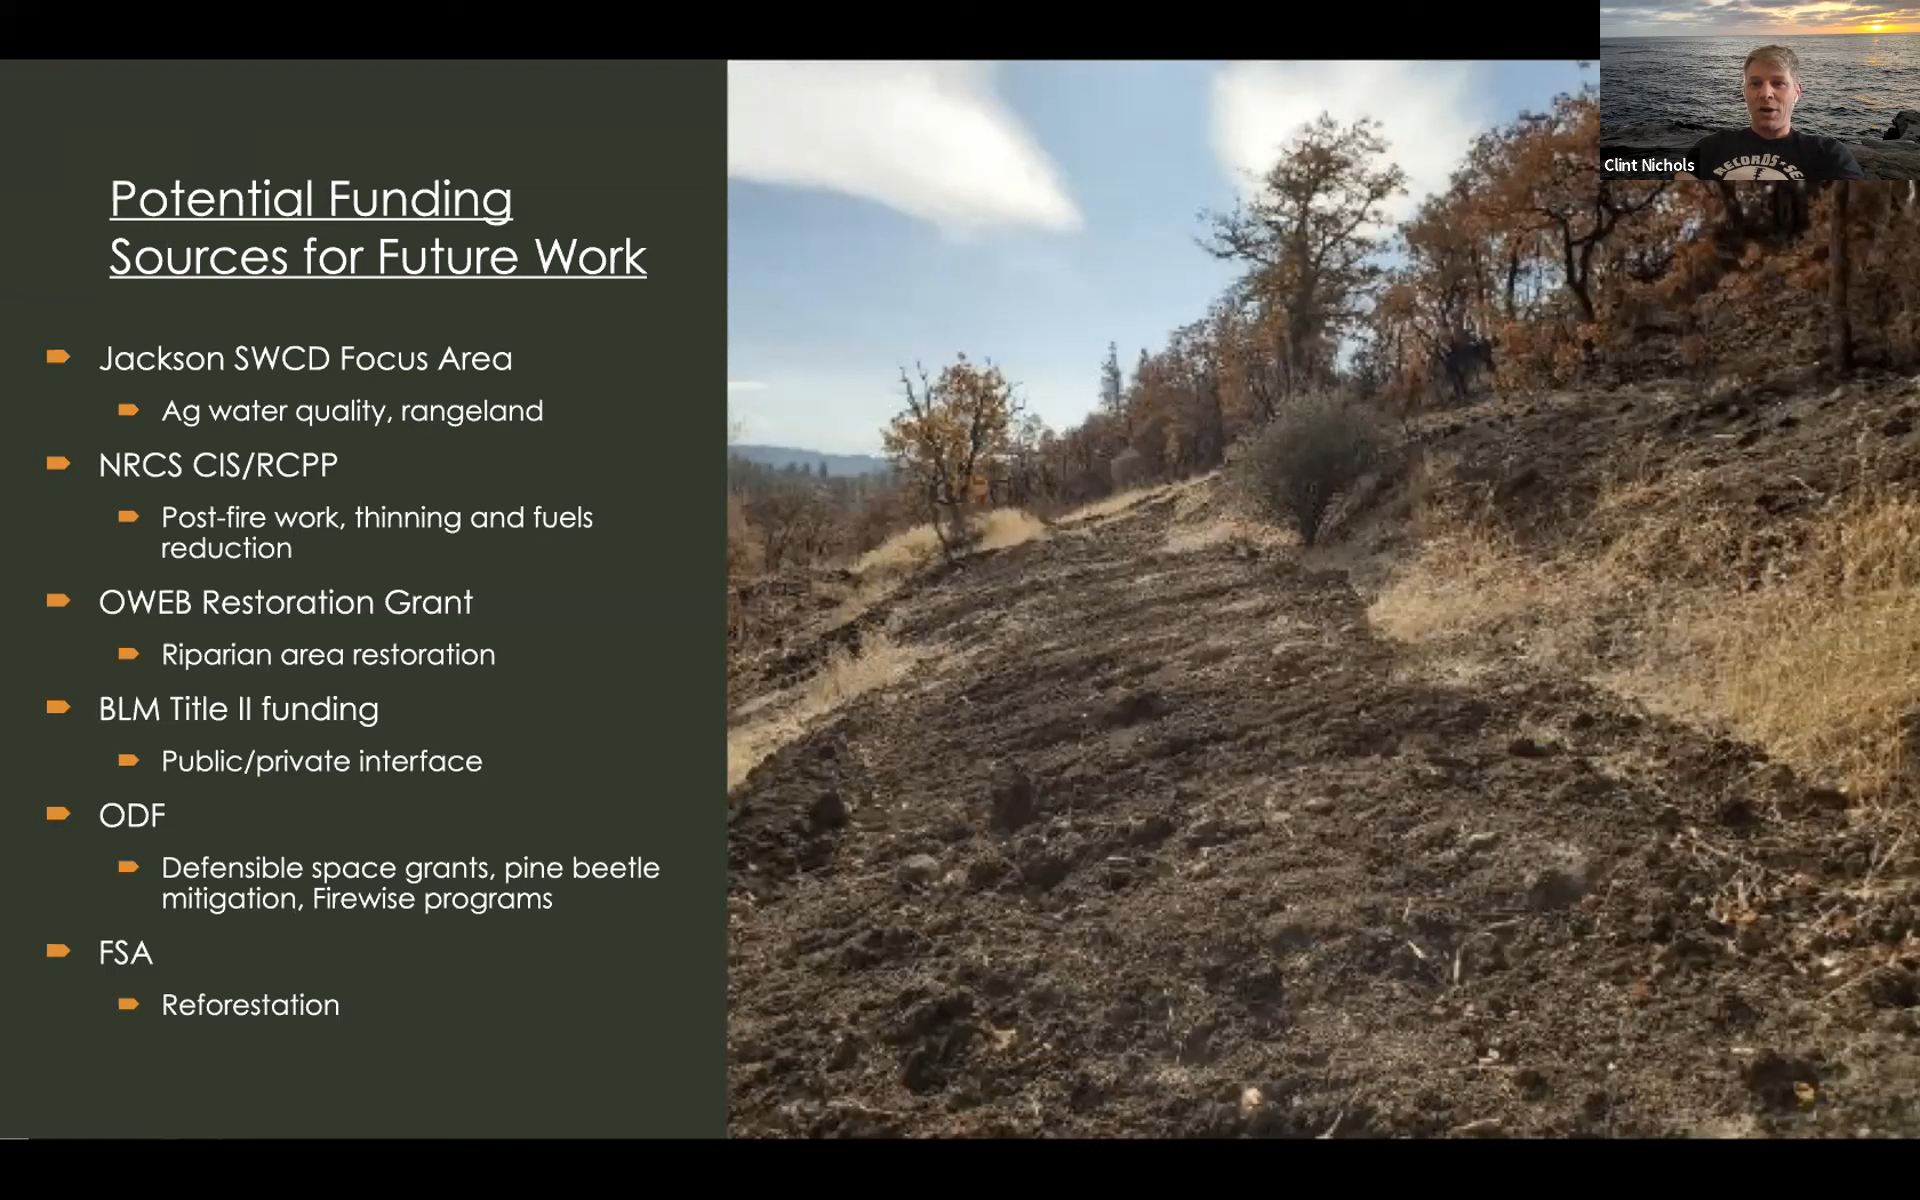 Potential Funding
Sources for Future Work
Jackson SWCD Focus Area
Ag water quality, rangeland
NRCS CIS/RCPP
Post-fire work, thinning and fuels
reduction
OWEB Restoration Grant
Riparian area restoration
BLM Title II funding
Public/private interface
ODF
Defensible space grants, pine beetle
mitigation, Firewise programs
FSA
Reforestation
Clint Nichols
RECORDS